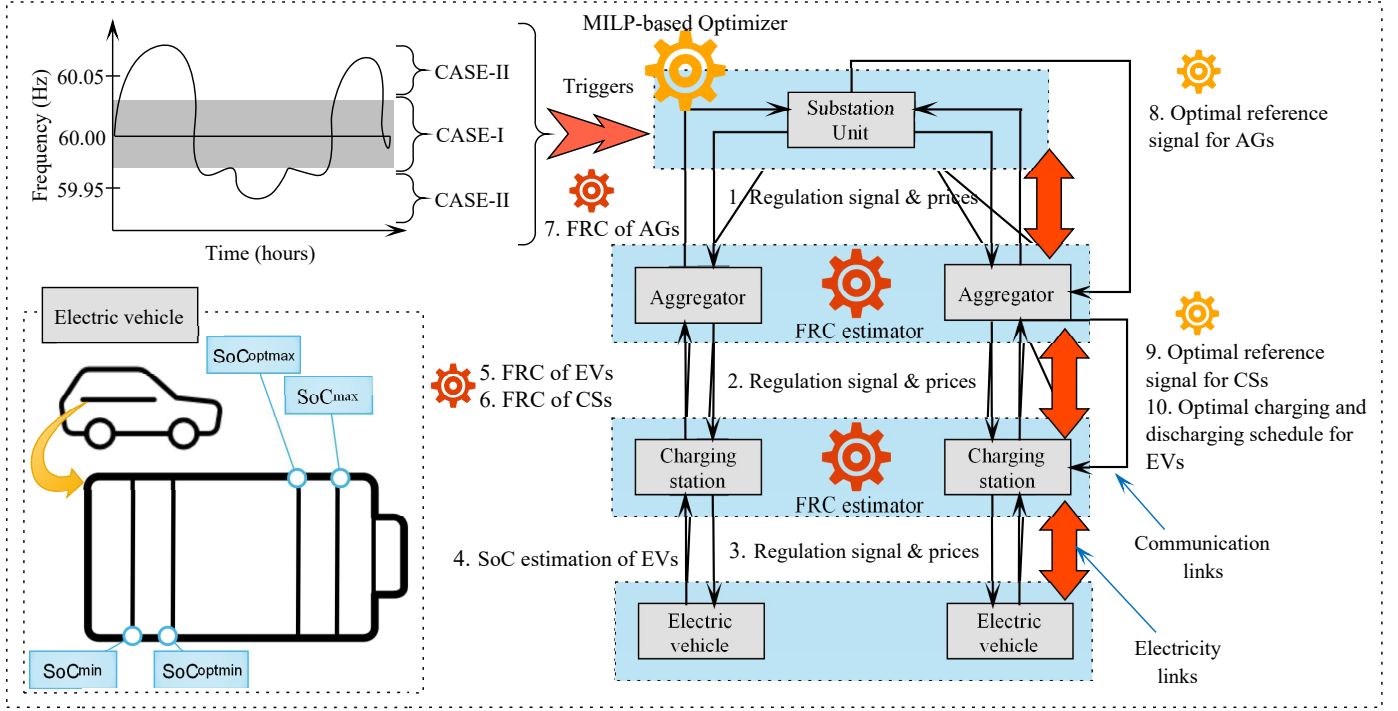 MILP-based Optimizer
Frequency (Hz)
60.05
60.00
59.95
Time (hours)
CASE-II
CASE-I
CASE-II
Triggers
Substation
Unit
8. Optimal reference
signal for AGs
1. Regulation signal & prices
7. FRC of AGs
Aggregator
FRC estimator
Aggregator
Electric vehicle
SoCoptmax
SoCmax
SoCmin
SoCoptmin
5. FRC of EVs
6. FRC of CSs
2. Regulation signal & prices
9. Optimal reference
signal for CSs
10. Optimal charging and
discharging schedule for
EVs
Charging
station
FRC estimator
Charging
station
4. SoC estimation of EVs
3. Regulation signal & prices
Communication
links
Electric
vehicle
Electric
vehicle
Electricity
links